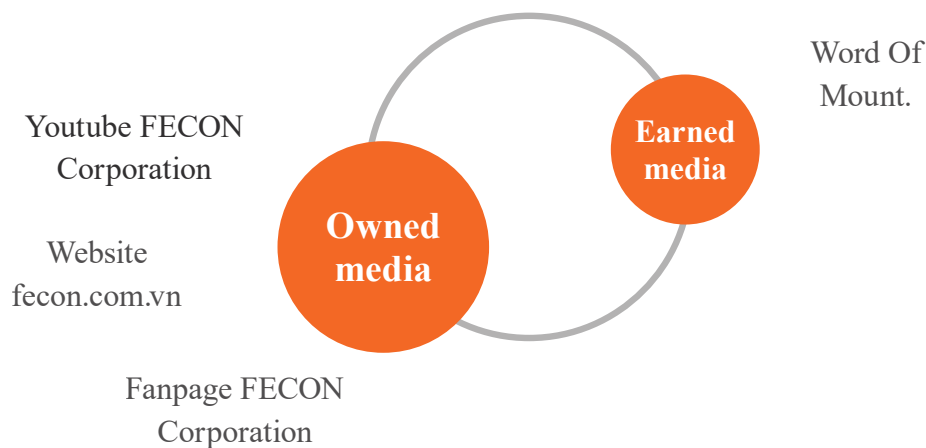 Youtube FECON
Corporation
Website
fecon.com.vn
Fanpage FECON
Corporation
Owned
media
Earned
media
Word Of
Mount.